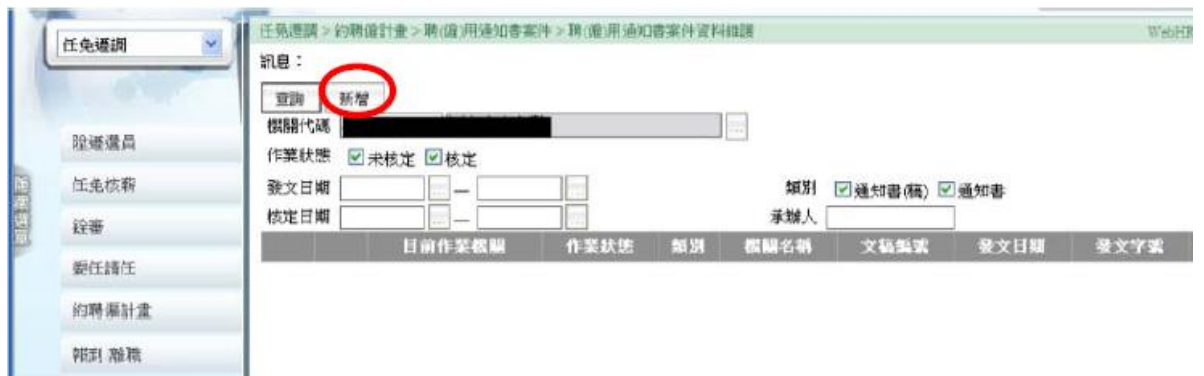 任免遷調
任免遷調 > 約聘僱計畫 > 聘(僱)用通知書案件 > 聘(僱)用通知書案件資料維護
WebHR
訊息：
查詢 新增
機關代碼
作業狀態 未核定 核定
發文日期 — 類別 通知書(稿) 通知書
核定日期 — 承辦人
目前作業機關 作業狀態 類別 機關名稱 文稿編號 發文日期 發文字號
陞遷選員
任免核薪
銓審
委任請任
約聘僱計畫
報到 離職